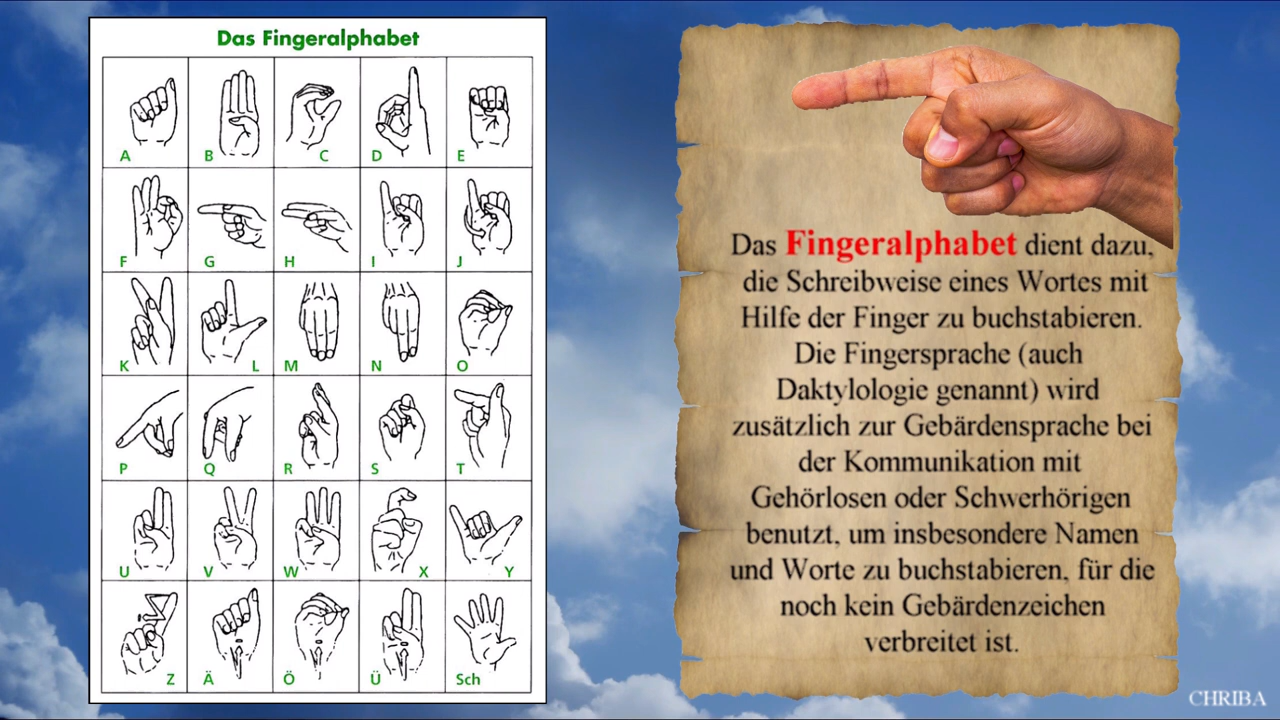 Das Fingeralphabet
A B C D E
F G H I J
K L M N O
P Q R S T
U V W X Y
Z Ä Ö Ü Sch
Das Fingeralphabet dient dazu,
die Schreibweise eines Wortes mit
Hilfe der Finger zu buchstabieren.
Die Fingersprache (auch
Daktylologie genannt) wird
zusätzlich zur Gebärdensprache bei
der Kommunikation mit
Gehörlosen oder Schwerhörigen
benutzt, um insbesondere Namen
und Worte zu buchstabieren, für die
noch kein Gebärdenzeichen
verbreitet ist.
CHRIBA